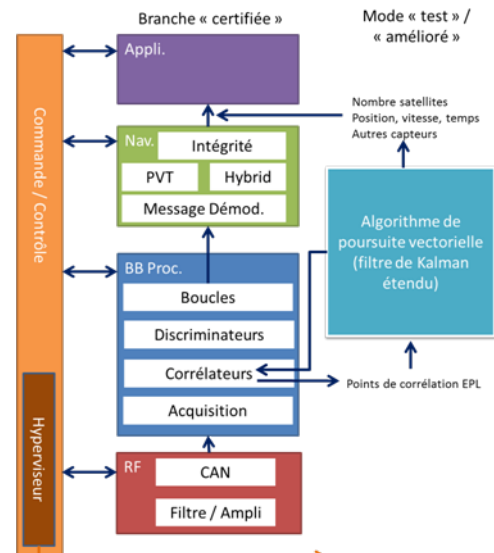 Branche « certifiée »
Mode « test » /
« amélioré »
Commande / Contrôle
Hyperviseur
Appli.
Nombre satellites
Position, vitesse, temps
Autres capteurs
Nav.
Intégrité
PVT
Hybrid
Message Démod.
Algorithme de
poursuite vectorielle
(filtre de Kalman
étendu)
BB Proc.
Boucles
Discriminateurs
Corrélateurs
Points de corrélation EPL
Acquisition
RF
CAN
Filtre / Ampli